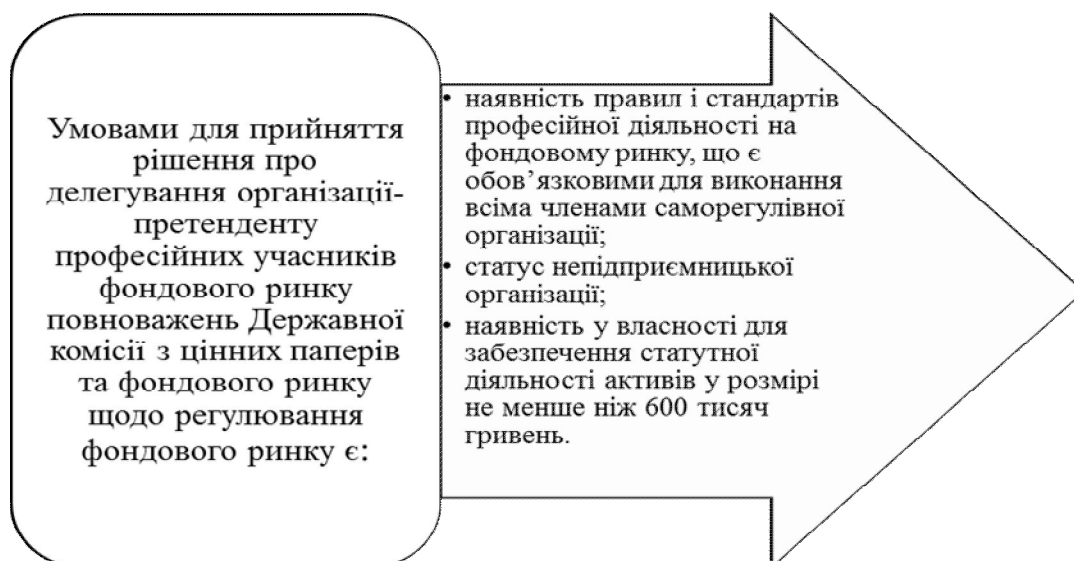 Умовами для прийняття
рішення про
делегування організації-
претенденту
професійних учасників
фондового ринку
повноважень Державної
комісії з цінних паперів
та фондового ринку
щодо регулювання
фондового ринку є:
• наявність правил і стандартів
професійної діяльності на
фондовому ринку, що є
обов’язковими для виконання
всіма членами саморегулівної
організації;
• статус непідприємницької
організації;
• наявність у власності для
забезпечення статутної
діяльності активів у розмірі
не менше ніж 600 тисяч
гривень.